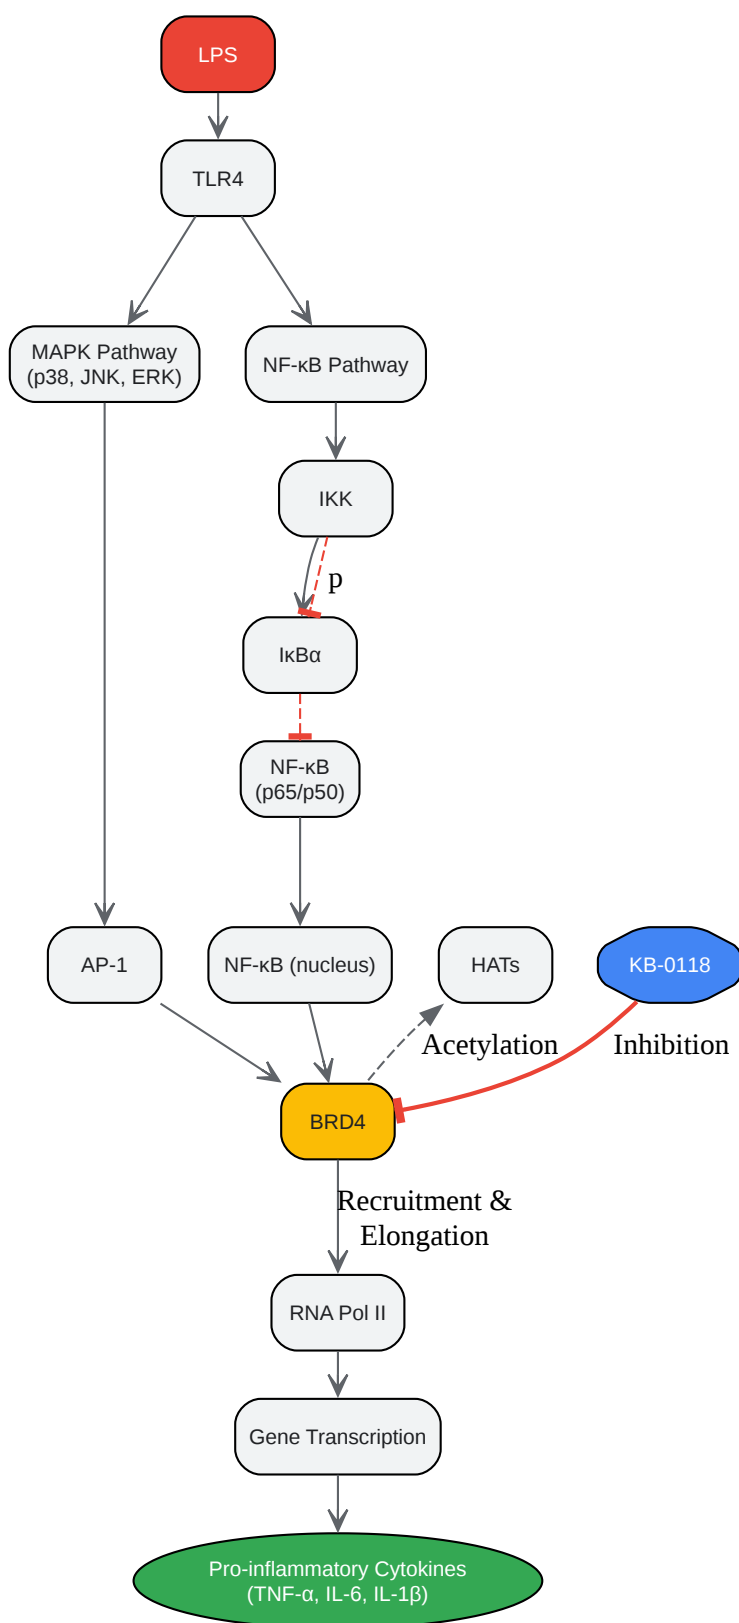 LPS
TLR4
MAPK Pathway
(p38, JNK, ERK)
NF-κB Pathway
IKK
p
IκBα
NF-κB
(p65/p50)
AP-1
NF-κB (nucleus)
HATs
KB-0118
Acetylation
Inhibition
BRD4
Recruitment &
Elongation
RNA Pol II
Gene Transcription
Pro-inflammatory Cytokines
(TNF-α, IL-6, IL-1β)